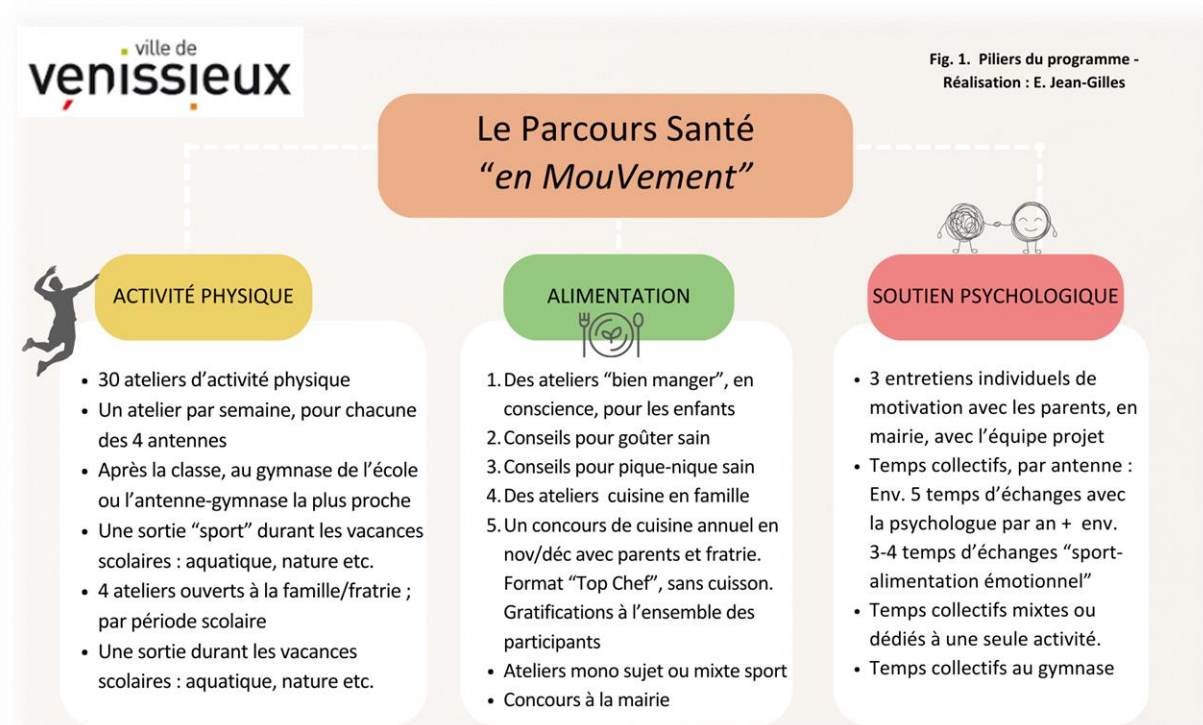 ville de
venissieux
Fig. 1. Piliers du programme -
Réalisation : E. Jean-Gilles
Le Parcours Santé
“en MouVement”
ACTIVITÉ PHYSIQUE
• 30 ateliers d’activité physique
• Un atelier par semaine, pour chacune
des 4 antennes
• Après la classe, au gymnase de l’école
ou l’antenne-gymnase la plus proche
• Une sortie “sport” durant les vacances
scolaires : aquatique, nature etc.
• 4 ateliers ouverts à la famille/fratrie ;
par période scolaire
• Une sortie durant les vacances
scolaires : aquatique, nature etc.
ALIMENTATION
1. Des ateliers “bien manger”, en
conscience, pour les enfants
2. Conseils pour goûter sain
3. Conseils pour pique-nique sain
4. Des ateliers cuisine en famille
5. Un concours de cuisine annuel en
nov/déc avec parents et fratrie.
Format “Top Chef”, sans cuisson.
Gratifications à l’ensemble des
participants
• Ateliers mono sujet ou mixte sport
• Concours à la mairie
SOUTIEN PSYCHOLOGIQUE
• 3 entretiens individuels de
motivation avec les parents, en
mairie, avec l’équipe projet
• Temps collectifs, par antenne :
Env. 5 temps d’échanges avec
la psychologue par an + env.
3-4 temps d’échanges “sport-
alimentation émotionnel”
• Temps collectifs mixtes ou
dédiés à une seule activité.
• Temps collectifs au gymnase